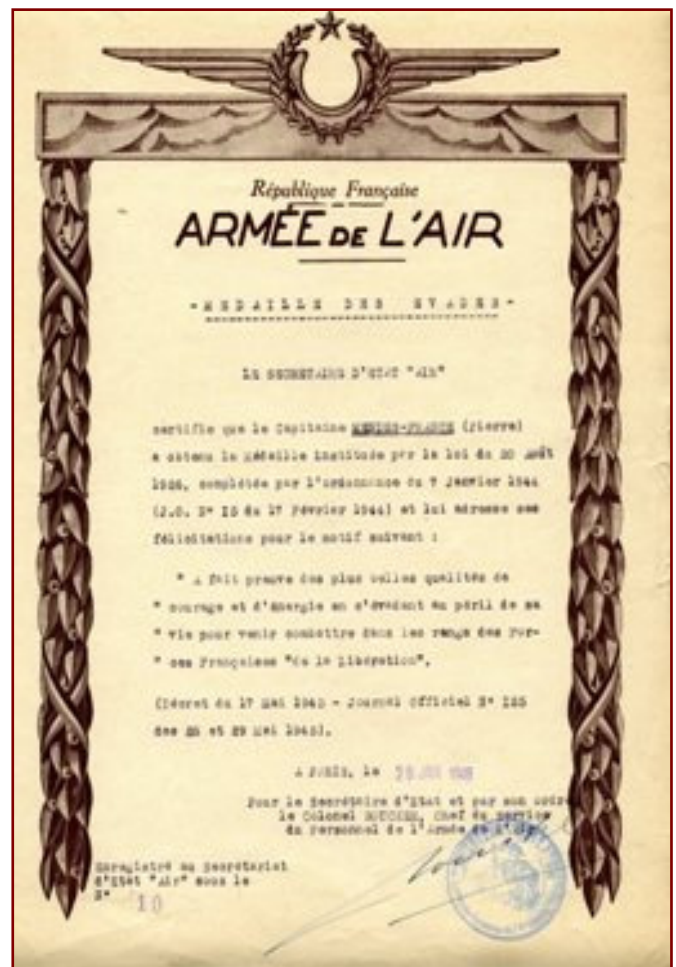 République Française
ARMÉE DE L'AIR
- MEDAILLE DES EVADES -
LE SECRETAIRE D'ETAT "AIR"
certifie que le Capitaine MENDES-FRANCE (Pierre)
a obtenu la Médaille instituée par la loi du 20 Août
1926, complétée par l'ordonnance du 7 Janvier 1944
(J.O. N° 15 du 17 Février 1944) et lui adresse ses
félicitations pour le motif suivant :
" A fait preuve des plus belles qualités de
" courage et d'énergie en s'évadant au péril de sa
" vie pour venir combattre dans les rangs des For-
" ces Françaises "de la Libération".
(Décret du 17 Mai 1945 - Journal Officiel N° 125
des 28 et 29 Mai 1945).
A PARIS, le
Pour le Secrétaire d'Etat et par son ordre
le Colonel, Chef du Service
du Personnel de l'Armée de l'Air
Enregistré au Secrétariat
d'Etat "Air" sous le
N° 10